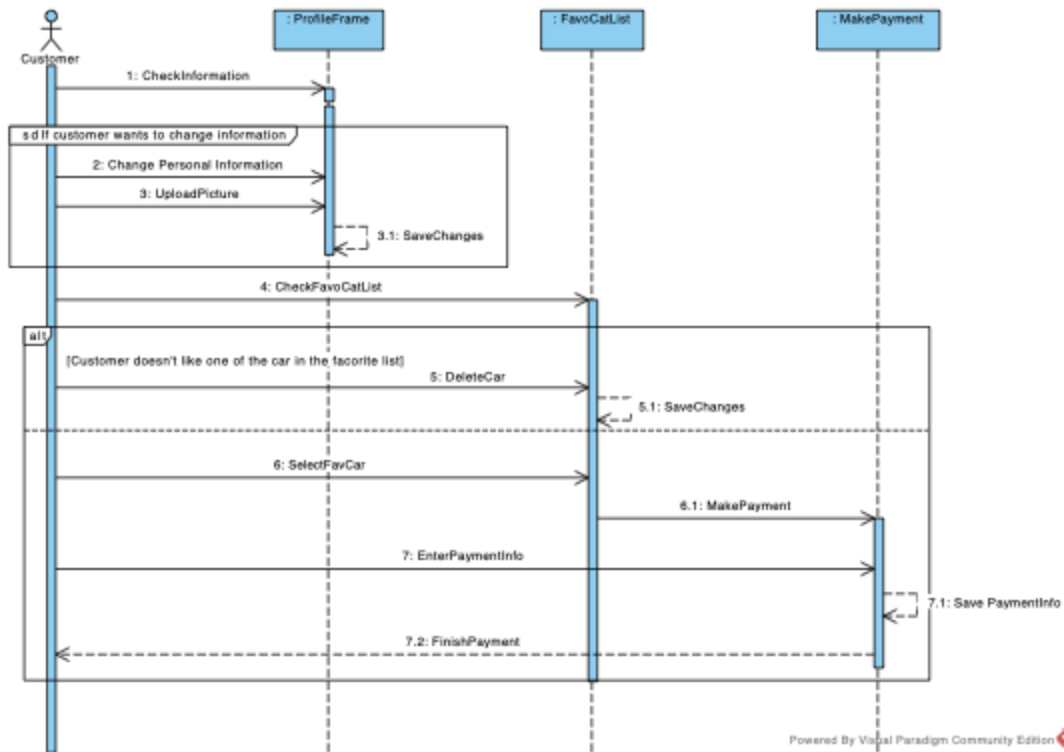 : ProfileFrame
: FavoCatList
: MakePayment
Customer
1: CheckInformation
sd If customer wants to change information
2: Change Personal Information
3: UploadPicture
3.1: SaveChanges
4: CheckFavoCatList
alt
[Customer doesn't like one of the car in the facorite list]
5: DeleteCar
5.1: SaveChanges
6: SelectFavCar
6.1: MakePayment
7: EnterPaymentInfo
7.1: Save PaymentInfo
7.2: FinishPayment
Powered By Visual Paradigm Community Edition